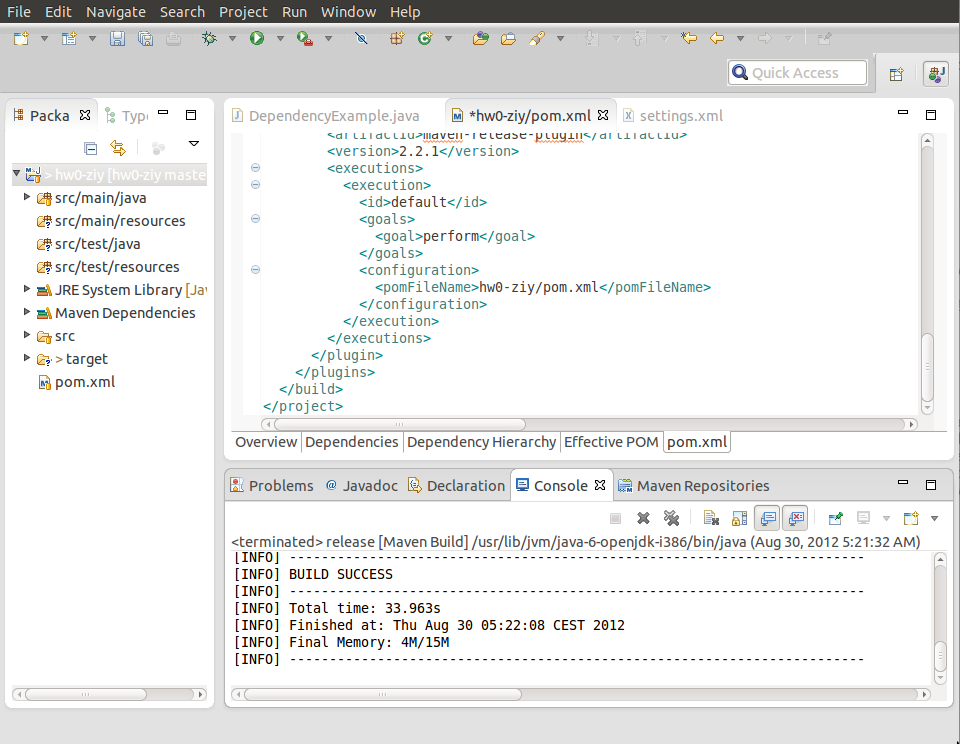 File Edit Navigate Search Project Run Window Help
Quick Access
Packa
Typ
> hw0-ziy [hw0-ziy maste
src/main/java
src/main/resources
src/test/java
src/test/resources
JRE System Library [Jav
Maven Dependencies
src
> target
pom.xml
DependencyExample.java *hw0-ziy/pom.xml settings.xml
<artifactId>maven-release-plugin</artifactId>
<version>2.2.1</version>
<executions>
<execution>
<id>default</id>
<goals>
<goal>perform</goal>
</goals>
<configuration>
<pomFileName>hw0-ziy/pom.xml</pomFileName>
</configuration>
</execution>
</executions>
</plugin>
</plugins>
</build>
</project>
Overview Dependencies Dependency Hierarchy Effective POM pom.xml
Problems @ Javadoc Declaration Console Maven Repositories
<terminated> release [Maven Build] /usr/lib/jvm/java-6-openjdk-i386/bin/java (Aug 30, 2012 5:21:32 AM)
[INFO] ------------------------------------------------------------------------
[INFO] BUILD SUCCESS
[INFO] ------------------------------------------------------------------------
[INFO] Total time: 33.963s
[INFO] Finished at: Thu Aug 30 05:22:08 CEST 2012
[INFO] Final Memory: 4M/15M
[INFO] ------------------------------------------------------------------------